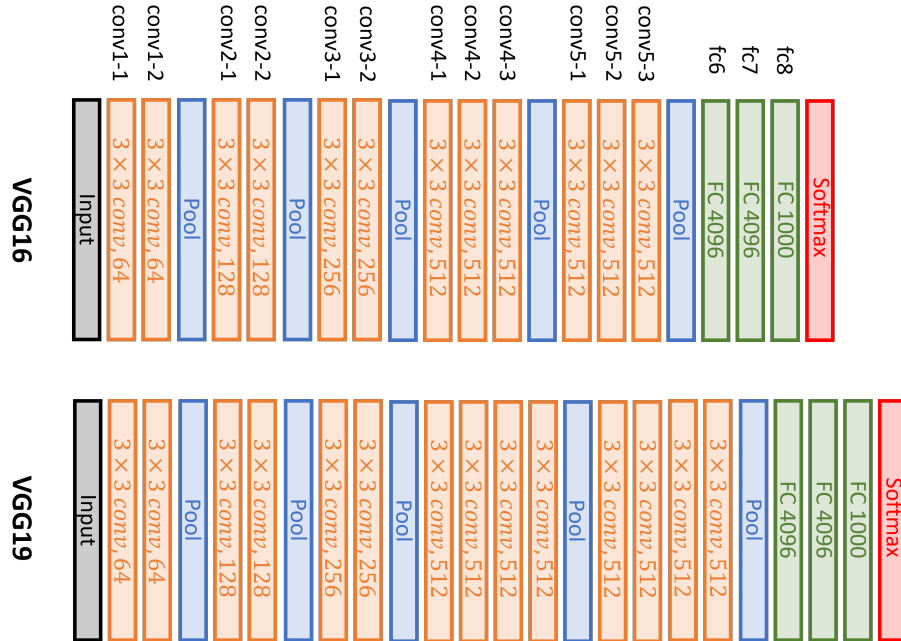 conv1-1
conv1-2
conv2-1
conv2-2
conv3-1
conv3-2
conv4-1
conv4-2
conv4-3
conv5-1
conv5-2
conv5-3
fc6
fc7
fc8
VGG16
Input
3 × 3 conv, 64
3 × 3 conv, 64
Pool
3 × 3 conv, 128
3 × 3 conv, 128
Pool
3 × 3 conv, 256
3 × 3 conv, 256
Pool
3 × 3 conv, 512
3 × 3 conv, 512
3 × 3 conv, 512
Pool
3 × 3 conv, 512
3 × 3 conv, 512
3 × 3 conv, 512
Pool
FC 4096
FC 4096
FC 1000
Softmax
VGG19
Input
3 × 3 conv, 64
3 × 3 conv, 64
Pool
3 × 3 conv, 128
3 × 3 conv, 128
Pool
3 × 3 conv, 256
3 × 3 conv, 256
Pool
3 × 3 conv, 512
3 × 3 conv, 512
3 × 3 conv, 512
3 × 3 conv, 512
Pool
3 × 3 conv, 512
3 × 3 conv, 512
3 × 3 conv, 512
3 × 3 conv, 512
Pool
FC 4096
FC 4096
FC 1000
Softmax